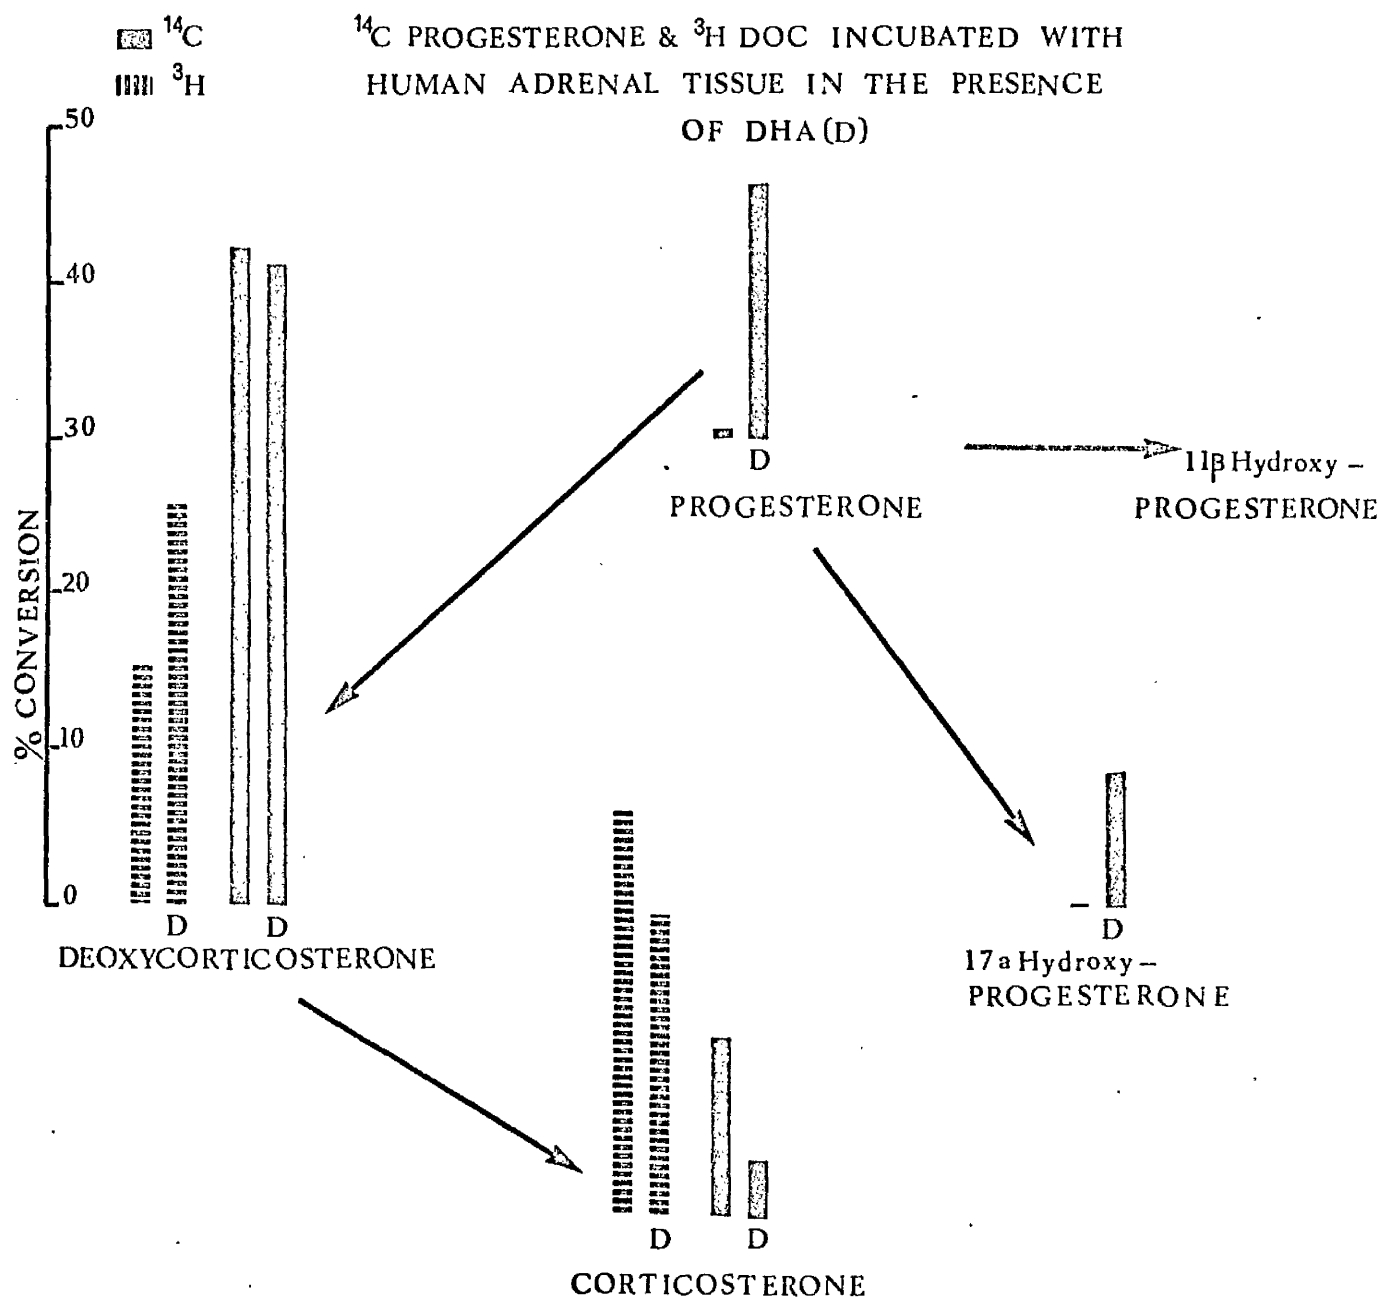 ¹⁴C
³H
¹⁴C PROGESTERONE & ³H DOC INCUBATED WITH
HUMAN ADRENAL TISSUE IN THE PRESENCE
OF DHA(D)
50
40
30
20
10
0
% CONVERSION
D
PROGESTERONE
11β Hydroxy –
PROGESTERONE
D D
DEOXYCORTICOSTERONE
D
17a Hydroxy –
PROGESTERONE
D D
CORTICOSTERONE